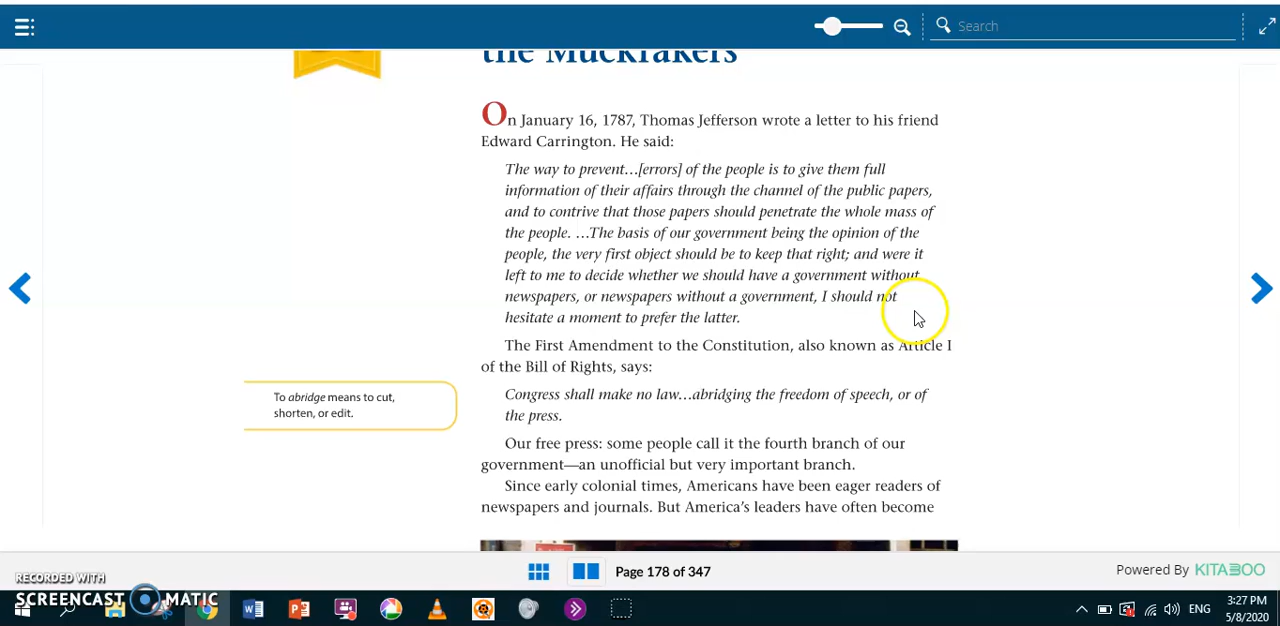 Search
the Muckrakers
On January 16, 1787, Thomas Jefferson wrote a letter to his friend
Edward Carrington. He said:
The way to prevent…[errors] of the people is to give them full
information of their affairs through the channel of the public papers,
and to contrive that those papers should penetrate the whole mass of
the people. …The basis of our government being the opinion of the
people, the very first object should be to keep that right; and were it
left to me to decide whether we should have a government without
newspapers, or newspapers without a government, I should not
hesitate a moment to prefer the latter.
The First Amendment to the Constitution, also known as Article I
of the Bill of Rights, says:
To abridge means to cut,
shorten, or edit.
Congress shall make no law…abridging the freedom of speech, or of
the press.
Our free press: some people call it the fourth branch of our
government—an unofficial but very important branch.
Since early colonial times, Americans have been eager readers of
newspapers and journals. But America's leaders have often become
Page 178 of 347
Powered By KITABOO
RECORDED WITH
SCREENCAST MATIC
ENG
3:27 PM
5/8/2020